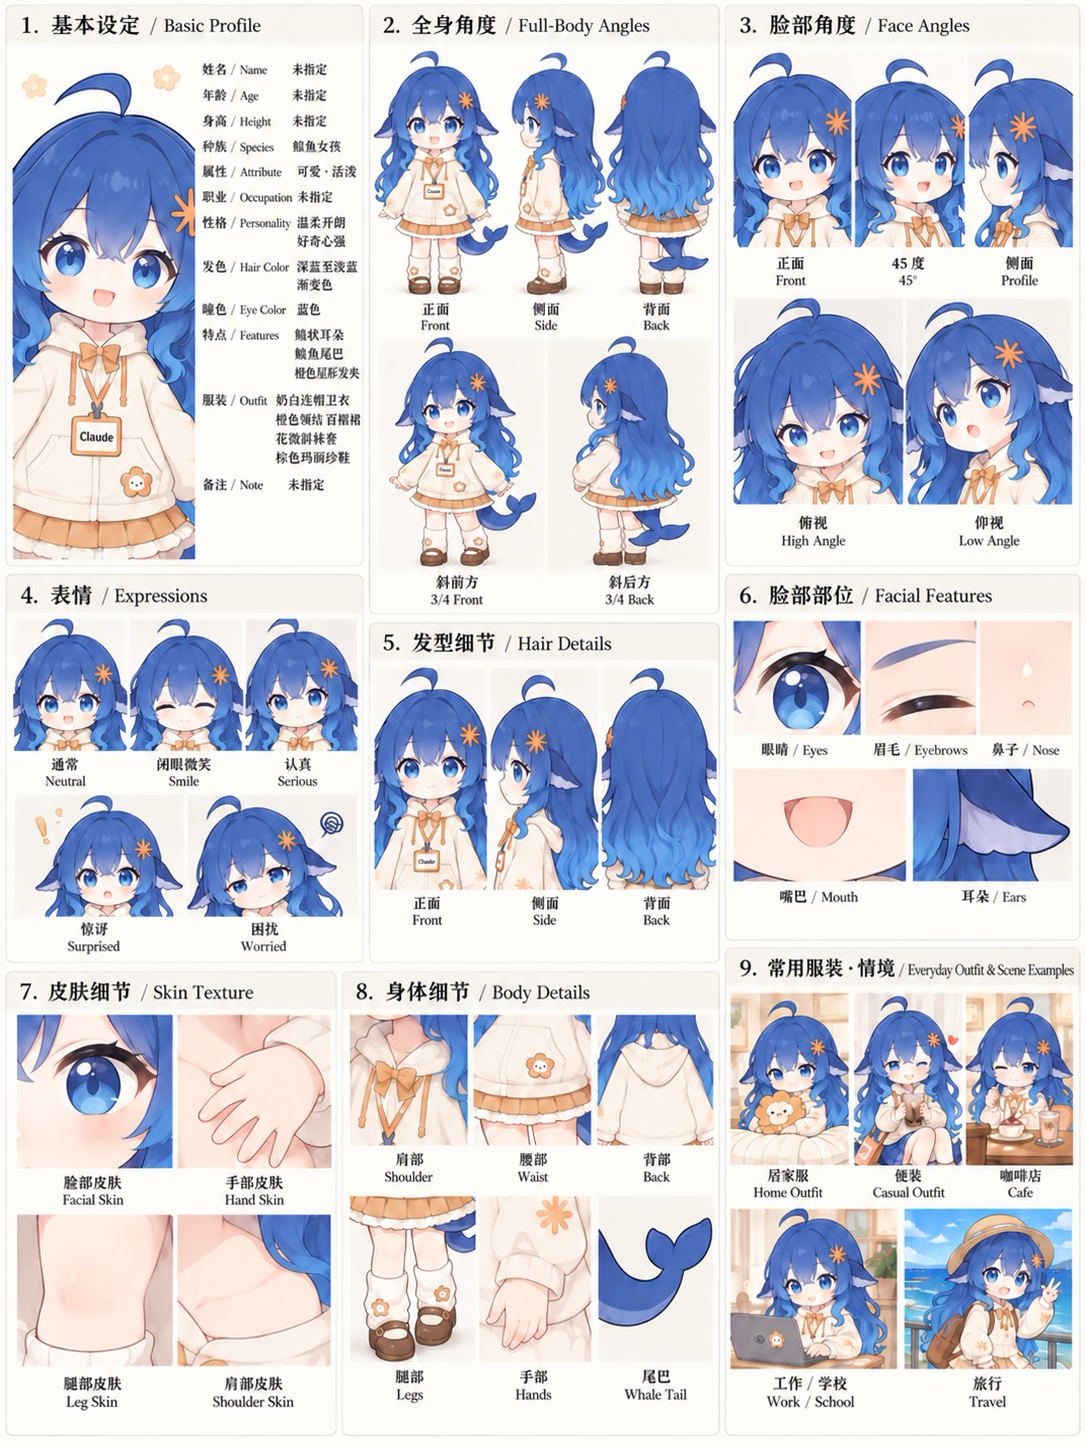 1. 基本设定 / Basic Profile
姓名 / Name 未指定
年龄 / Age 未指定
身高 / Height 未指定
种族 / Species 鲸鱼女孩
属性 / Attribute 可爱 · 活泼
职业 / Occupation 未指定
性格 / Personality 温柔开朗
好奇心强
发色 / Hair Color 深蓝至浅蓝
渐变色
瞳色 / Eye Color 蓝色
特点 / Features 鳍状耳朵
鲸鱼尾巴
橙色星形发夹
服装 / Outfit 奶白连帽卫衣
橙色领结 百褶裙
花微
棕色玛丽珍鞋
备注 / Note 未指定
Claude
2. 全身角度 / Full-Body Angles
Claude
正面
Front
侧面
Side
背面
Back
斜前方
3/4 Front
斜后方
3/4 Back
3. 脸部角度 / Face Angles
正面
Front
45 度
45°
侧面
Profile
俯视
High Angle
仰视
Low Angle
4. 表情 / Expressions
通常
Neutral
闭眼微笑
Smile
认真
Serious
惊讶
Surprised
困扰
Worried
5. 发型细节 / Hair Details
Claude
正面
Front
侧面
Side
背面
Back
6. 脸部部位 / Facial Features
眼睛 / Eyes
眉毛 / Eyebrows
鼻子 / Nose
嘴巴 / Mouth
耳朵 / Ears
7. 皮肤细节 / Skin Texture
脸部皮肤
Facial Skin
手部皮肤
Hand Skin
腿部皮肤
Leg Skin
肩部皮肤
Shoulder Skin
8. 身体细节 / Body Details
肩部
Shoulder
腰部
Waist
背部
Back
腿部
Legs
手部
Hands
尾巴
Whale Tail
9. 常用服装 · 情境 / Everyday Outfit & Scene Examples
居家服
Home Outfit
便装
Casual Outfit
咖啡店
Cafe
工作 / 学校
Work / School
旅行
Travel